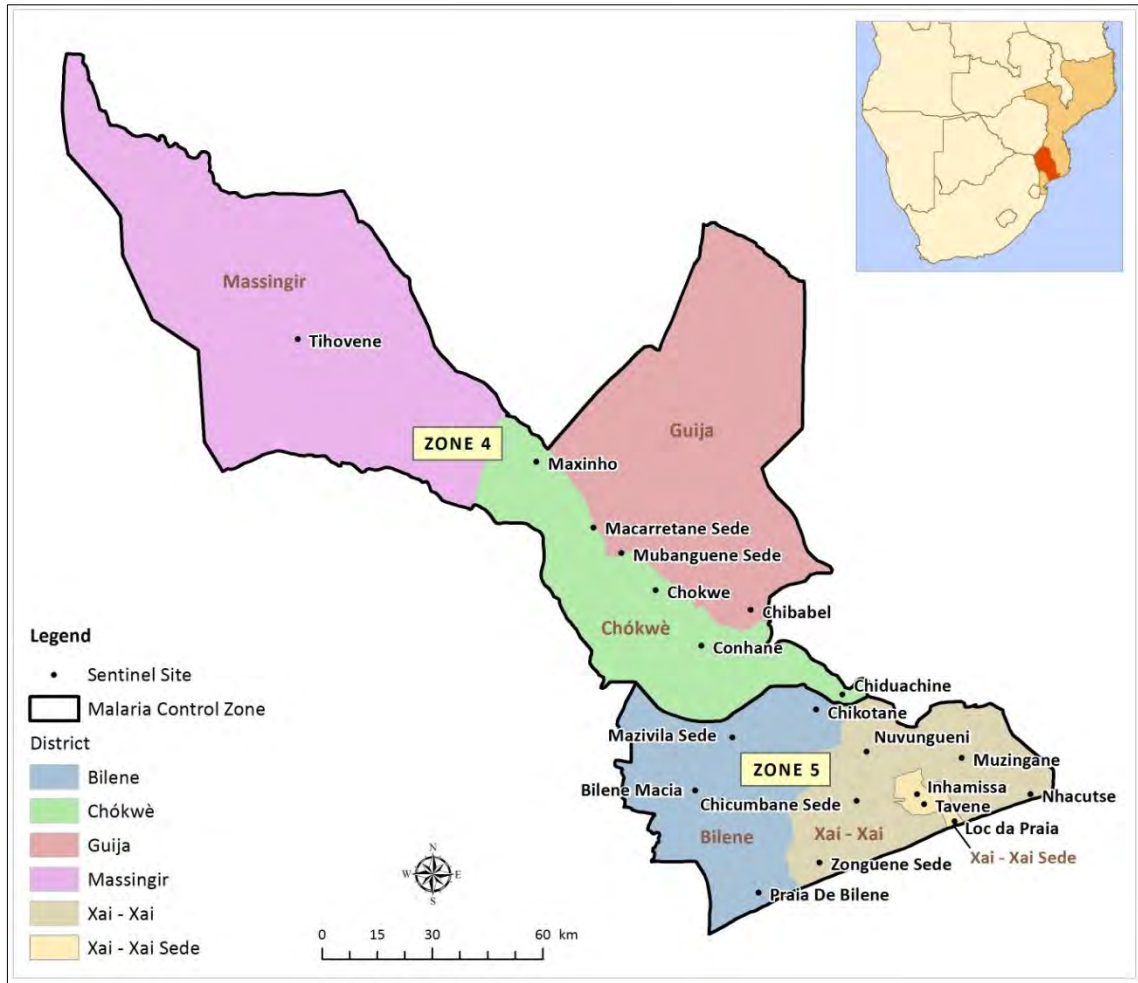 Massingir
Tihovene
ZONE 4
Guija
Maxinho
Macarretane Sede
Mubanguene Sede
Chokwe
Chibabel
Chókwè
Conhane
Chiduachine
Chikotane
Mazivila Sede
Nuvungueni
Muzingane
ZONE 5
Bilene Macia
Chicumbane Sede
Inhamissa
Tavene
Nhacutse
Loc da Praia
Bilene
Xai - Xai
Xai - Xai Sede
Zonguene Sede
Praia De Bilene
Legend
Sentinel Site
Malaria Control Zone
District
Bilene
Chókwè
Guija
Massingir
Xai - Xai
Xai - Xai Sede
N
W E
S
0 15 30 60 km